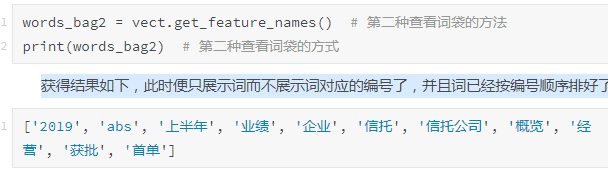 1 words_bag2 = vect.get_feature_names()  # 第二种查看词袋的方法
2 print(words_bag2)  # 第二种查看词袋的方式
获得结果如下，此时便只展示词而不展示词对应的编号了，并且词已经按编号顺序排好了
1 ['2019', 'abs', '上半年', '业绩', '企业', '信托', '信托公司', '概览', '经
营', '获批', '首单']